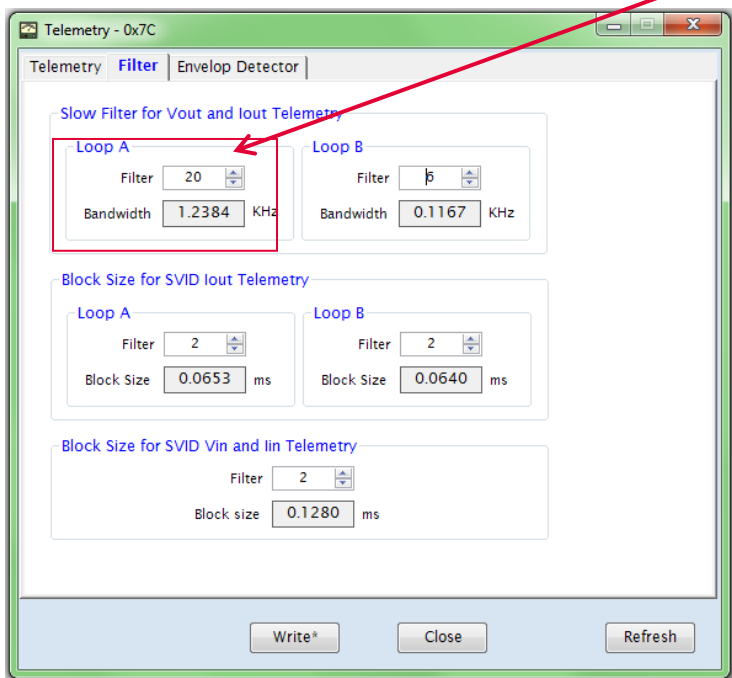 Telemetry - 0x7C
Telemetry Filter Envelop Detector
Slow Filter for Vout and Iout Telemetry
Loop A Loop B
Filter 20 Filter 6
Bandwidth 1.2384 KHz Bandwidth 0.1167 KHz
Block Size for SVID Iout Telemetry
Loop A Loop B
Filter 2 Filter 2
Block Size 0.0653 ms Block Size 0.0640 ms
Block Size for SVID Vin and Iin Telemetry
Filter 2
Block size 0.1280 ms
Write* Close Refresh